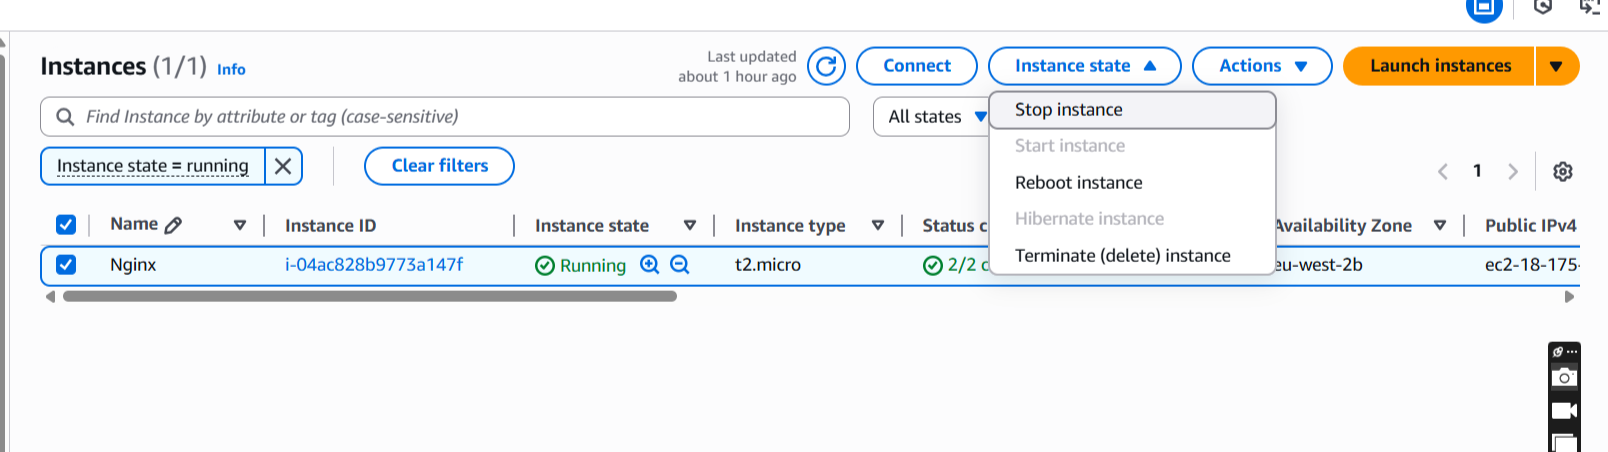 Instances (1/1) Info
Last updated
about 1 hour ago
Connect
Instance state
Actions
Launch instances
Find Instance by attribute or tag (case-sensitive)
All states
Stop instance
Start instance
Reboot instance
Hibernate instance
Terminate (delete) instance
Instance state = running
Clear filters
1
Name Instance ID Instance state Instance type Status c Availability Zone Public IPv4
Nginx i-04ac828b9773a147f Running t2.micro 2/2 c eu-west-2b ec2-18-175-